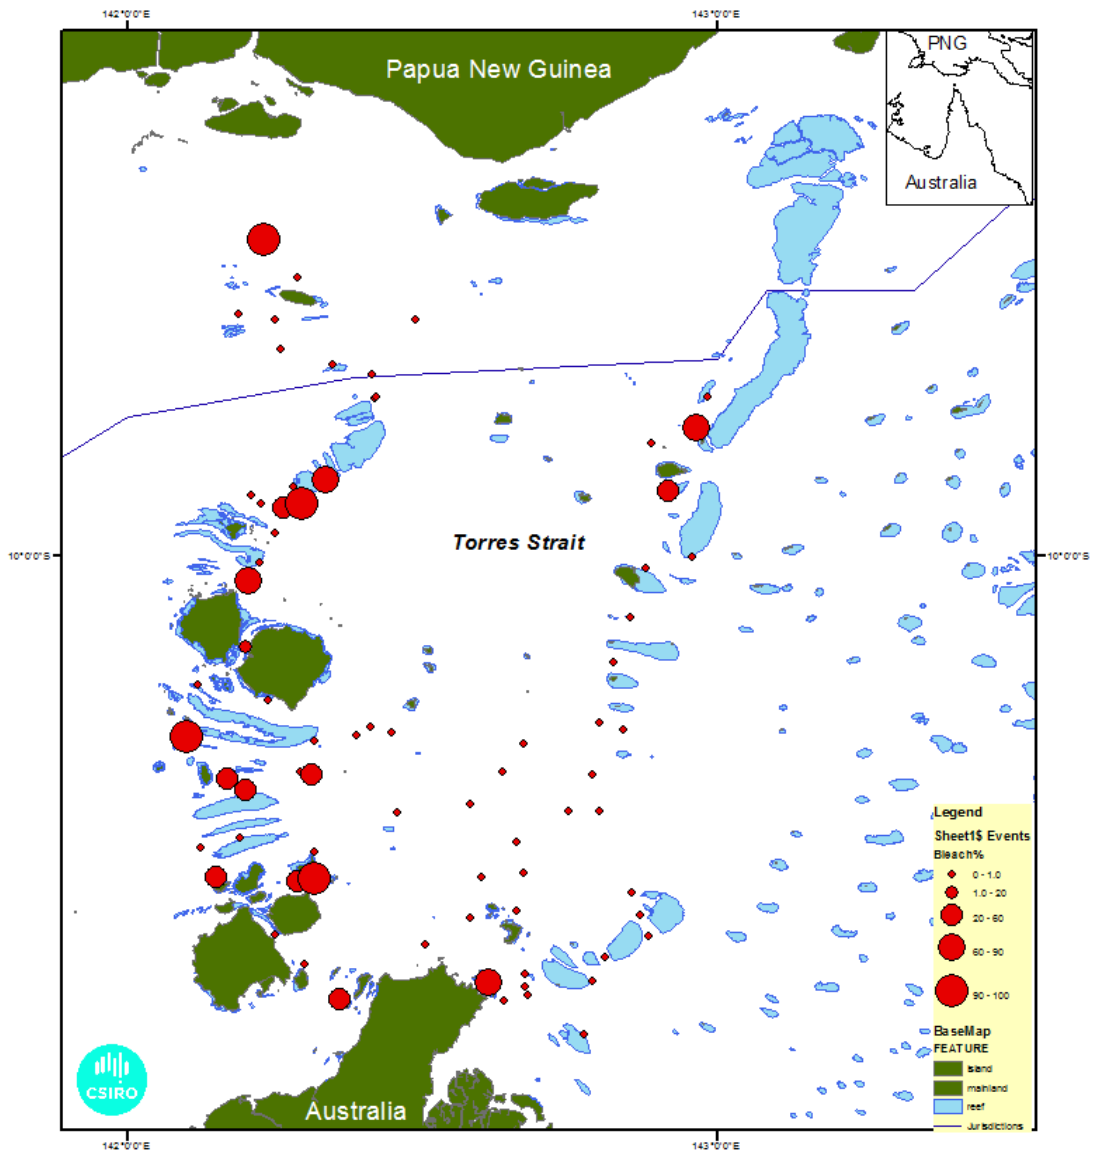 142°0'0"E
143°0'0"E
PNG
Papua New Guinea
Australia
Torres Strait
10°0'0"S
10°0'0"S
Legend
Sheet1$ Events
Bleach%
0 - 1.0
1.0 - 20
20 - 60
60 - 90
90 - 100
BaseMap
FEATURE
island
mainland
reef
Jurisdictions
CSIRO
Australia
142°0'0"E
143°0'0"E